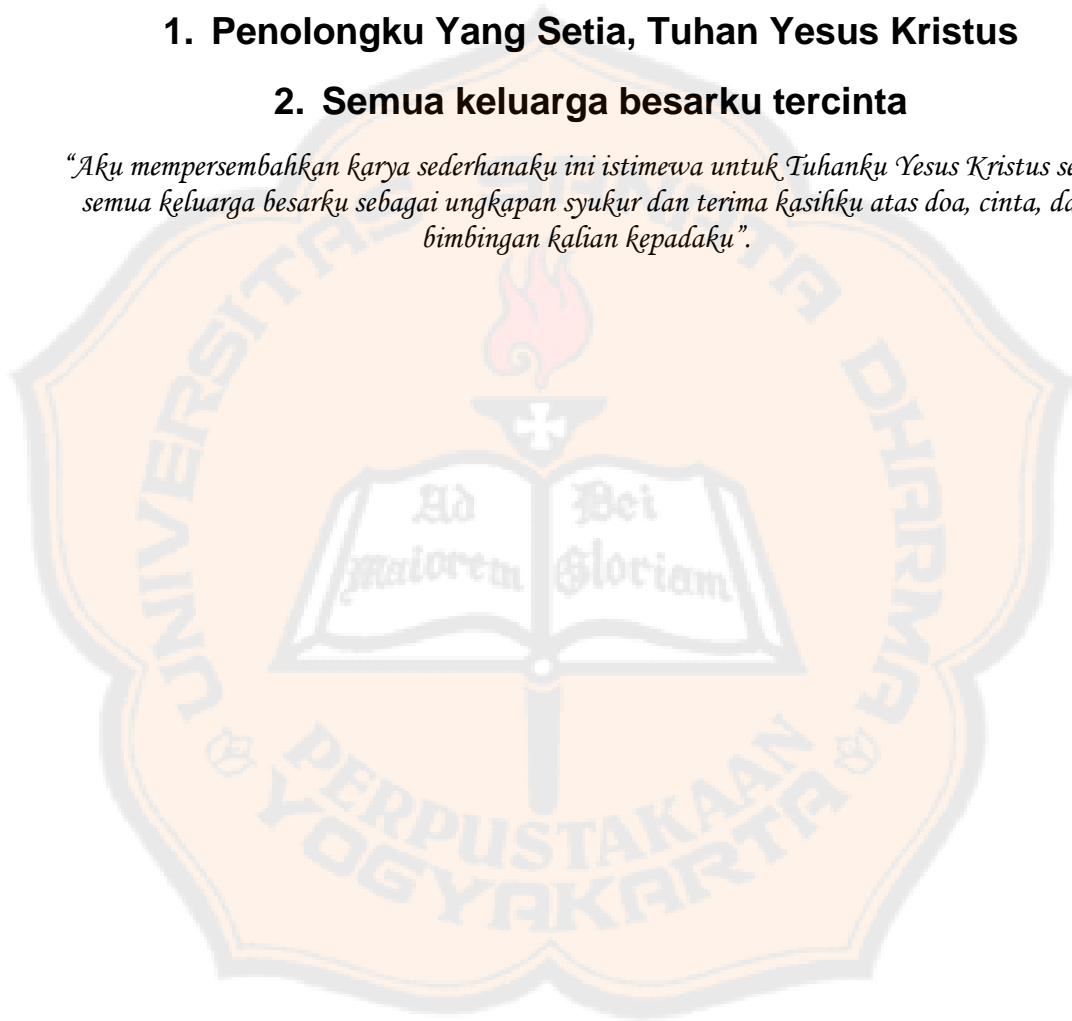 1. Penolongku Yang Setia, Tuhan Yesus Kristus
2. Semua keluarga besarku tercinta
“Aku mempersembahkan karya sederhanaku ini istimewa untuk Tuhanku Yesus Kristus se
semua keluarga besarku sebagai ungkapan syukur dan terima kasihku atas doa, cinta, da
bimbingan kalian kepadaku”.
UNIVERSITAS SANATA DHARMA
Ad Dei
Maiorem Gloriam
PERPUSTAKAAN
YOGYAKARTA